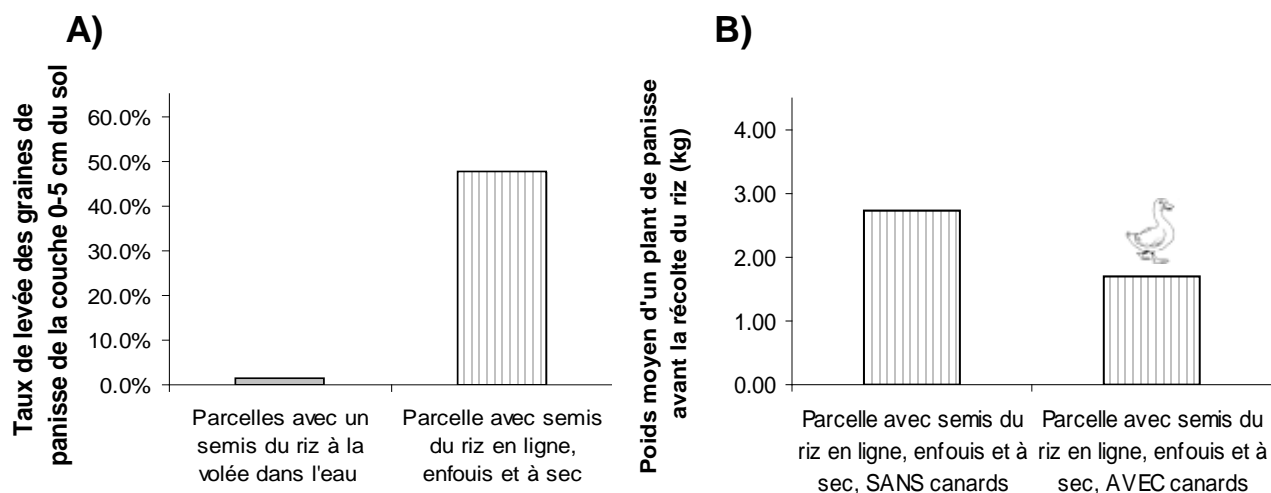 A)
Taux de levée des graines de
panisse de la couche 0-5 cm du sol
60.0%
50.0%
40.0%
30.0%
20.0%
10.0%
0.0%
Parcelles avec un
semis du riz à la
volée dans l'eau
Parcelle avec semis
du riz en ligne,
enfouis et à sec
B)
Poids moyen d'un plant de panisse
avant la récolte du riz (kg)
4.00
3.00
2.00
1.00
0.00
Parcelle avec semis du
riz en ligne, enfouis et à
sec, SANS canards
Parcelle avec semis du
riz en ligne, enfouis et à
sec, AVEC canards